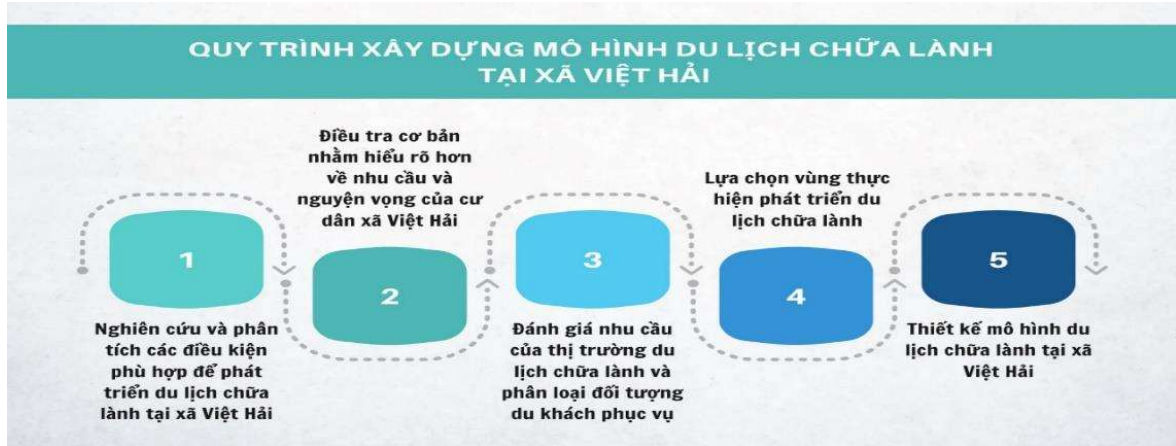 QUY TRÌNH XÂY DỰNG MÔ HÌNH DU LỊCH CHỮA LÀNH
TẠI XÃ VIỆT HẢI
1
Nghiên cứu và phân
tích các điều kiện
phù hợp để phát
triển du lịch chữa
lành tại xã Việt Hải
Điều tra cơ bản
nhằm hiểu rõ hơn
về nhu cầu và
nguyện vọng của cư
dân xã Việt Hải
2
3
Đánh giá nhu cầu
của thị trường du
lịch chữa lành và
phân loại đối tượng
du khách phục vụ
Lựa chọn vùng thực
hiện phát triển du
lịch chữa lành
4
5
Thiết kế mô hình du
lịch chữa lành tại xã
Việt Hải